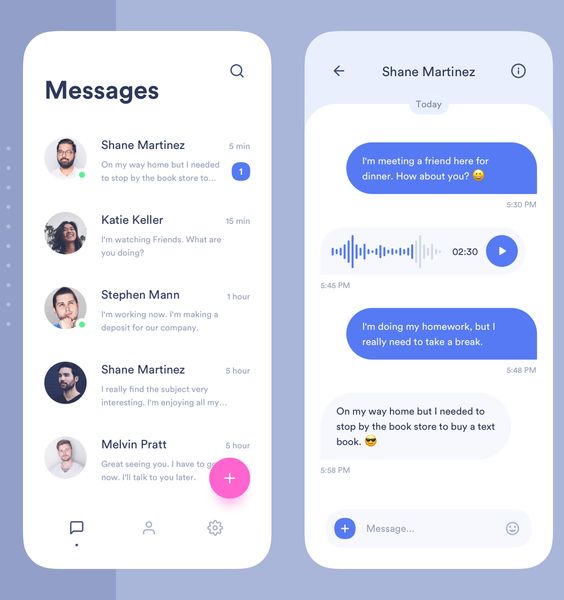 Messages
Shane Martinez
5 min
On my way home but I needed
to stop by the book store to...
1
Katie Keller
15 min
I'm watching Friends. What are
you doing?
Stephen Mann
1 hour
I'm working now. I'm making a
deposit for our company.
Shane Martinez
5 hour
I really find the subject very
interesting. I'm enjoying all my...
Melvin Pratt
5 hour
Great seeing you. I have to
now. I'll talk to you later.
Shane Martinez
Today
I'm meeting a friend here for
dinner. How about you? 😀
5:30 PM
02:30
5:45 PM
I'm doing my homework, but I
really need to take a break.
5:48 PM
On my way home but I needed to
stop by the book store to buy a text
book. 😎
5:58 PM
Message...